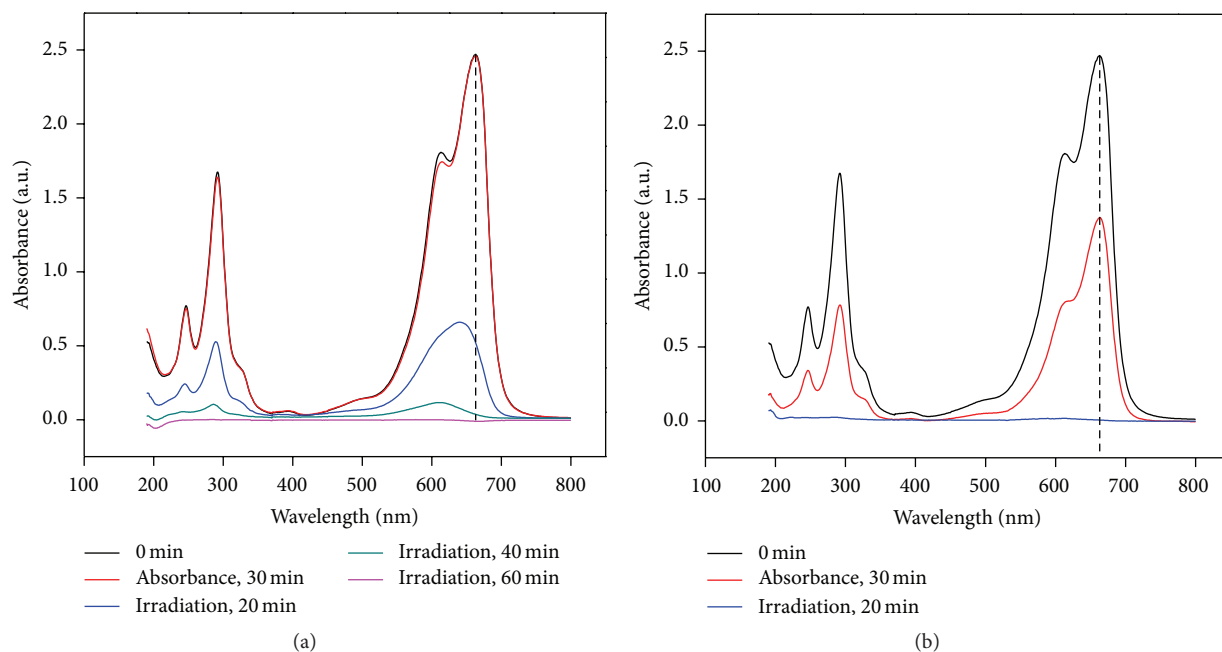 2.5
2.0
1.5
1.0
0.5
0.0
Absorbance (a.u.)
100 200 300 400 500 600 700 800
Wavelength (nm)
0 min
Absorbance, 30 min
Irradiation, 20 min
Irradiation, 40 min
Irradiation, 60 min
(a)
2.5
2.0
1.5
1.0
0.5
0.0
Absorbance (a.u.)
100 200 300 400 500 600 700 800
Wavelength (nm)
0 min
Absorbance, 30 min
Irradiation, 20 min
(b)